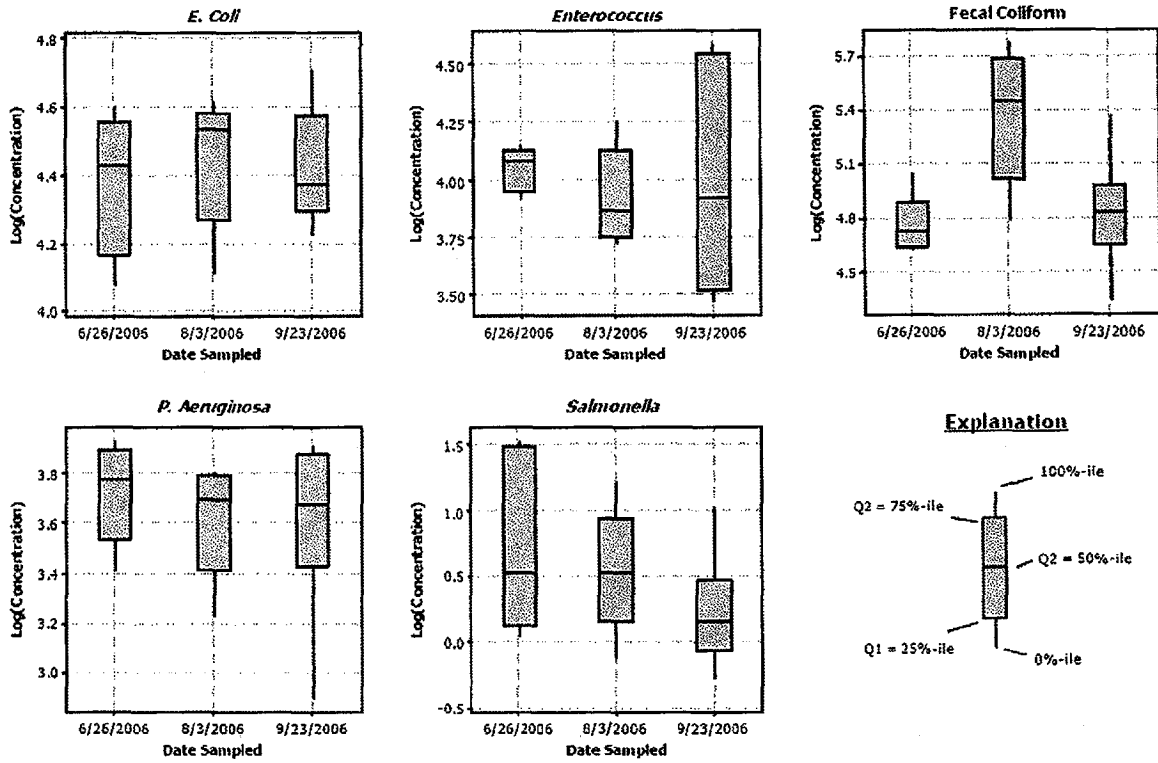 E. Coli
Log(Concentration)
4.8
4.6
4.4
4.2
4.0
6/26/2006
8/3/2006
9/23/2006
Date Sampled
Enterococcus
Log(Concentration)
4.50
4.25
4.00
3.75
3.50
6/26/2006
8/3/2006
9/23/2006
Date Sampled
Fecal Coliform
Log(Concentration)
5.7
5.4
5.1
4.8
4.5
6/26/2006
8/3/2006
9/23/2006
Date Sampled
P. Aeruginosa
Log(Concentration)
3.8
3.6
3.4
3.2
3.0
6/26/2006
8/3/2006
9/23/2006
Date Sampled
Salmonella
Log(Concentration)
1.5
1.0
0.5
0.0
-0.5
6/26/2006
8/3/2006
9/23/2006
Date Sampled
Explanation
100%-ile
Q2 = 75%-ile
Q2 = 50%-ile
Q1 = 25%-ile
0%-ile